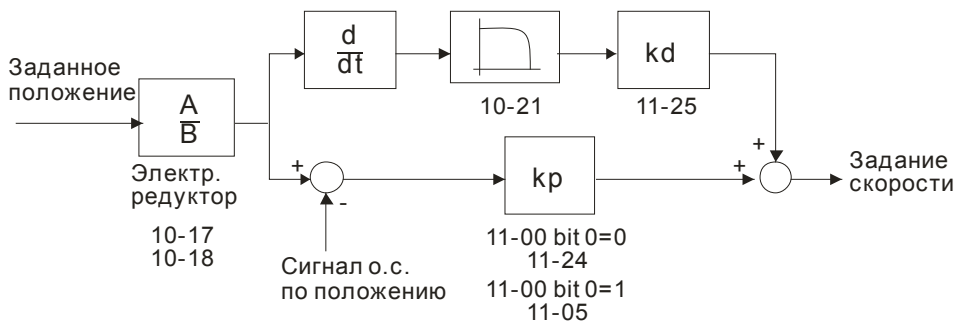 Заданное
положение
A
B
Электр.
редуктор
10-17
10-18
d
dt
10-21
kd
11-25
+
-
Сигнал о.с.
по положению
kp
11-00 bit 0=0
11-24
11-00 bit 0=1
11-05
+
+
Задание
скорости